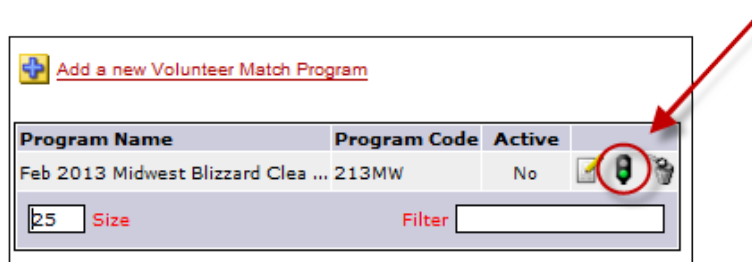 Add a new Volunteer Match Program
Program Name Program Code Active
Feb 2013 Midwest Blizzard Clea ... 213MW No
25 Size Filter